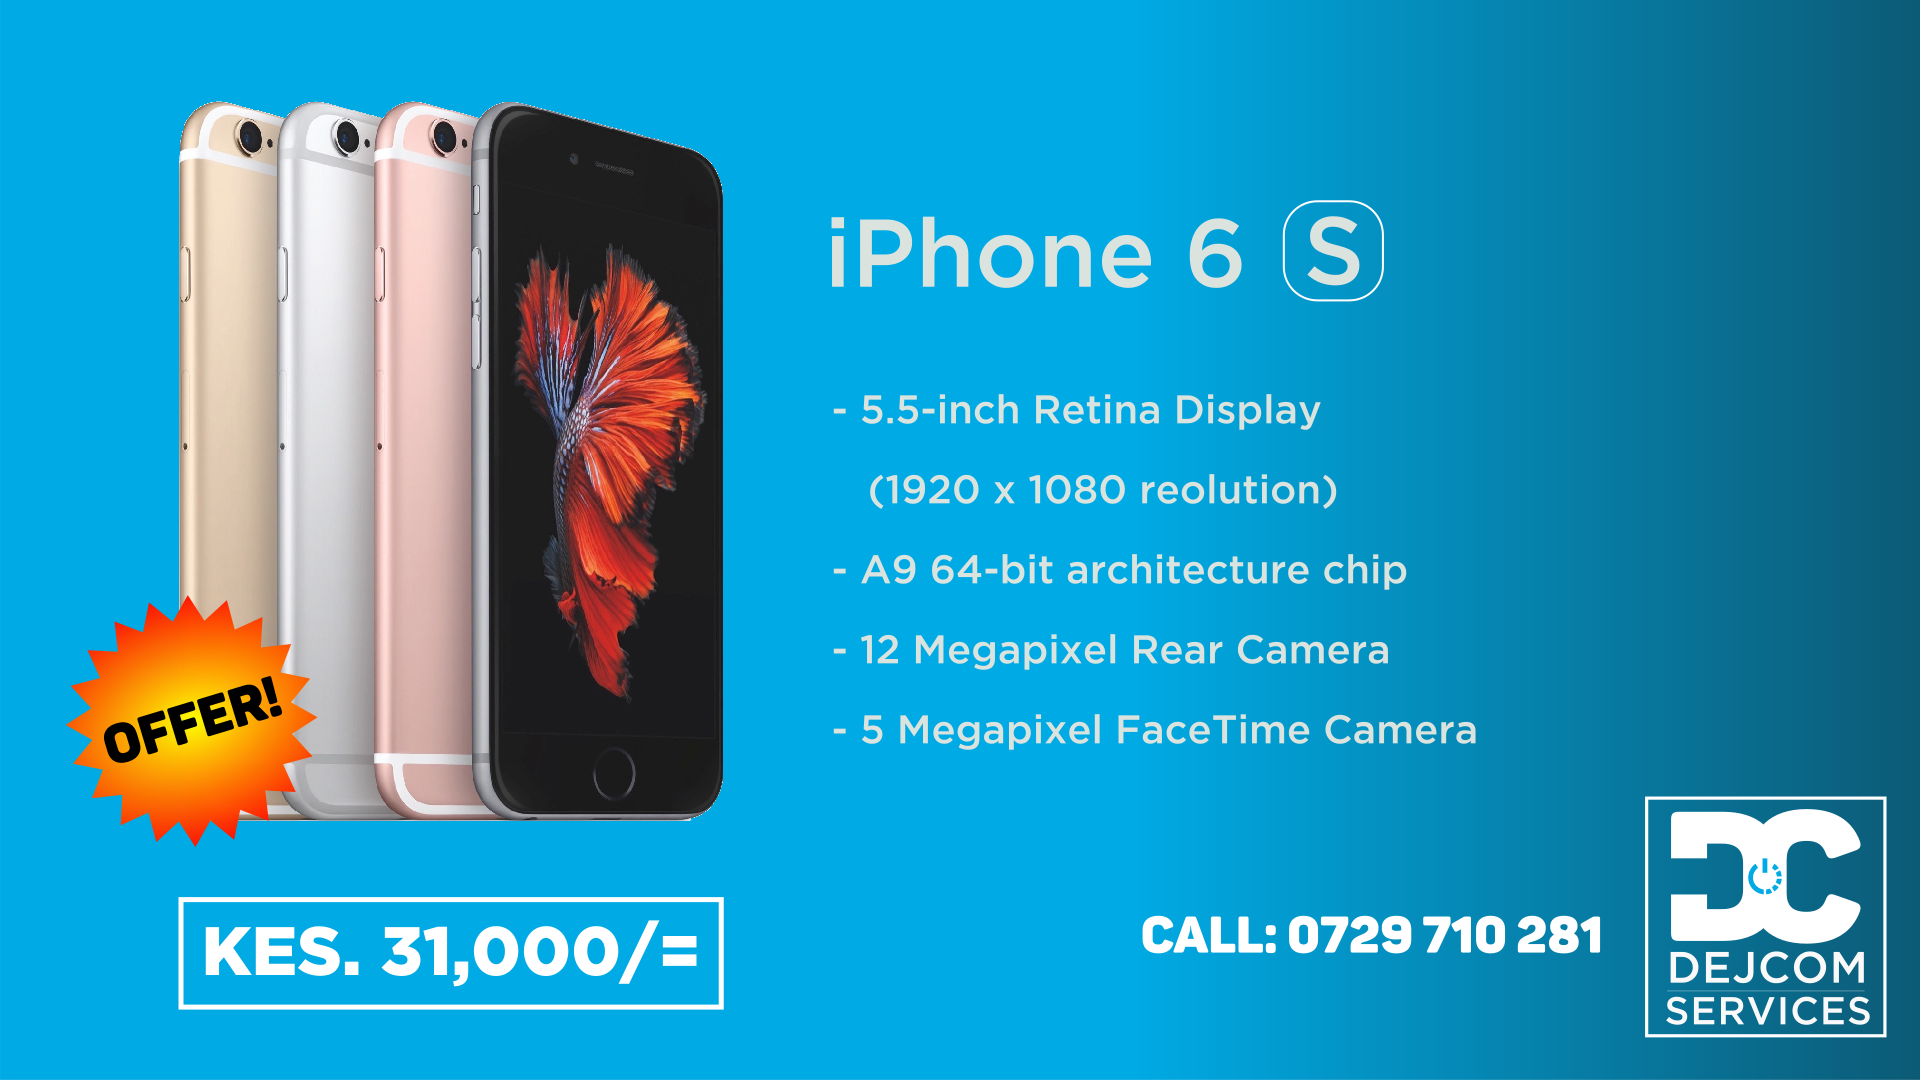 iPhone 6 S
- 5.5-inch Retina Display
(1920 x 1080 reolution)
- A9 64-bit architecture chip
- 12 Megapixel Rear Camera
- 5 Megapixel FaceTime Camera
OFFER!
KES. 31,000/=
CALL: 0729 710 281
DC
DEJCOM
SERVICES